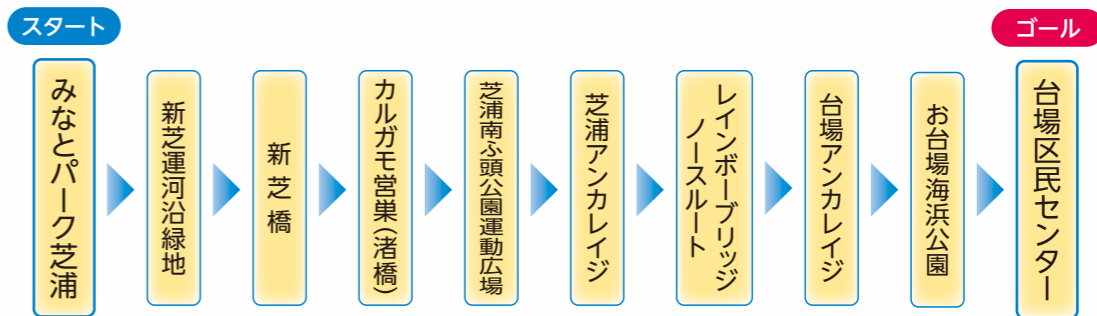 スタート
ゴール
みなとパーク芝浦
新芝運河沿緑地
新芝橋
カルガモ営巣(渚橋)
芝浦南ふ頭公園運動広場
芝浦アンカレイジ
レインボーブリッジ
ノースルート
台場アンカレイジ
お台場海浜公園
台場区民センター